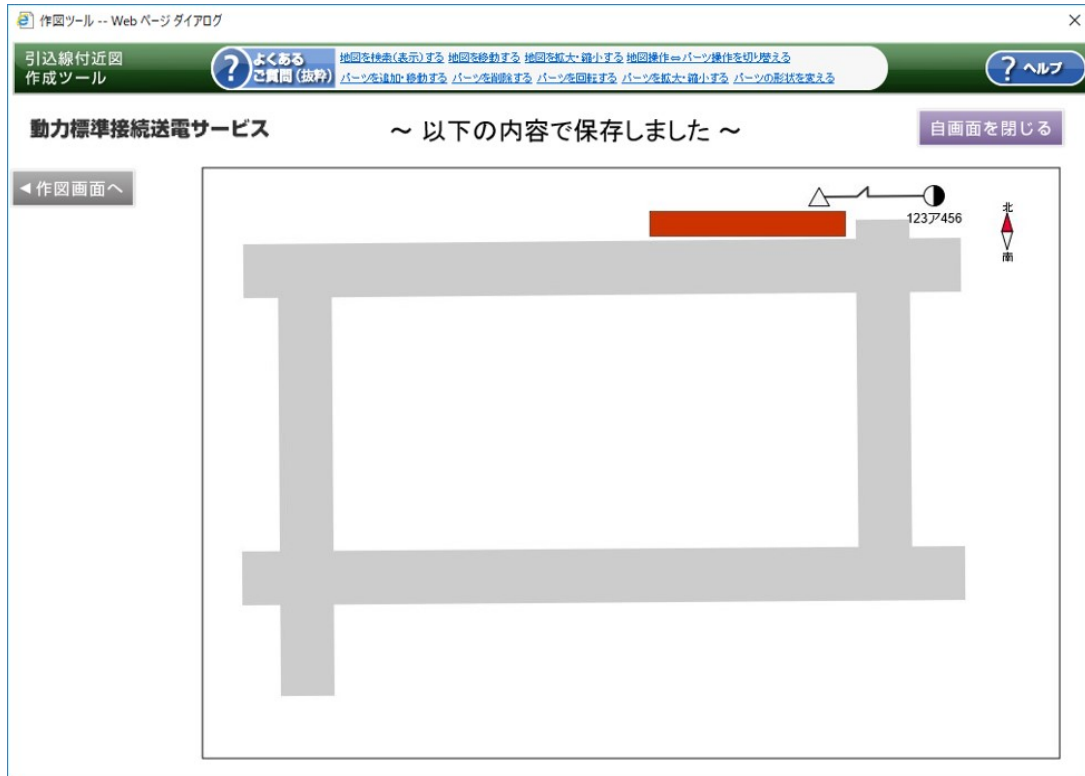 作図ツール -- Web ページ ダイアログ
引込線付近図
作成ツール
? よくある
ご質問(抜粋)
地図を検索(表示)する 地図を移動する 地図を拡大・縮小する 地図操作⇔パーツ操作を切り替える
パーツを追加・移動する パーツを削除する パーツを回転する パーツを拡大・縮小する パーツの形状を変える
? ヘルプ
動力標準接続送電サービス
～ 以下の内容で保存しました ～
自画面を閉じる
◀作図画面へ
123ア456
北
南